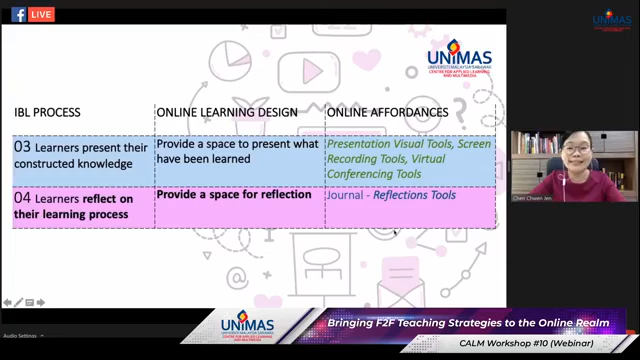 LIVE
UNIMAS
UNIVERSITI MALAYSIA SARAWAK
CENTRE FOR APPLIED LEARNING
AND MULTIMEDIA
UNIMAS
IBL PROCESS
ONLINE LEARNING DESIGN
ONLINE AFFORDANCES
03 Learners present their
constructed knowledge
Provide a space to present what
have been learned
Presentation Visual Tools, Screen
Recording Tools, Virtual
Conferencing Tools
04 Learners reflect on
their learning process
Provide a space for reflection
Journal - Reflections Tools
Chen Chwen Jen
Audio Settings
UNIMAS
Bringing F2F Teaching Strategies to the Online Realm
CALM Workshop #10 (Webinar)